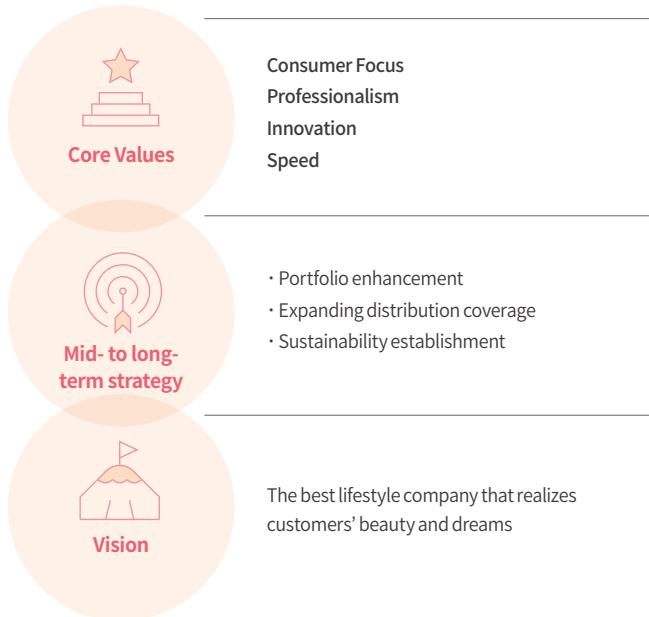 Core Values
Consumer Focus
Professionalism
Innovation
Speed
Mid- to long-
term strategy
· Portfolio enhancement
· Expanding distribution coverage
· Sustainability establishment
Vision
The best lifestyle company that realizes
customers’ beauty and dreams